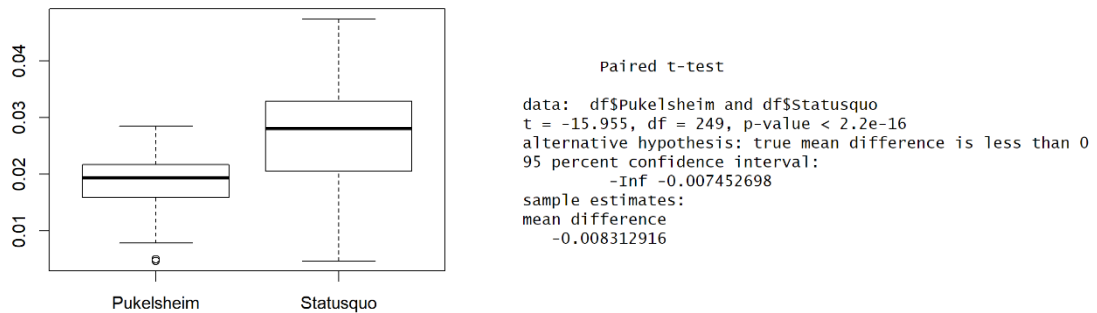 0.04
0.03
0.02
0.01
Pukelsheim Statusquo
Paired t-test
data: df$Pukelsheim and df$Statusquo
t = -15.955, df = 249, p-value < 2.2e-16
alternative hypothesis: true mean difference is less than 0
95 percent confidence interval:
-Inf -0.007452698
sample estimates:
mean difference
-0.008312916